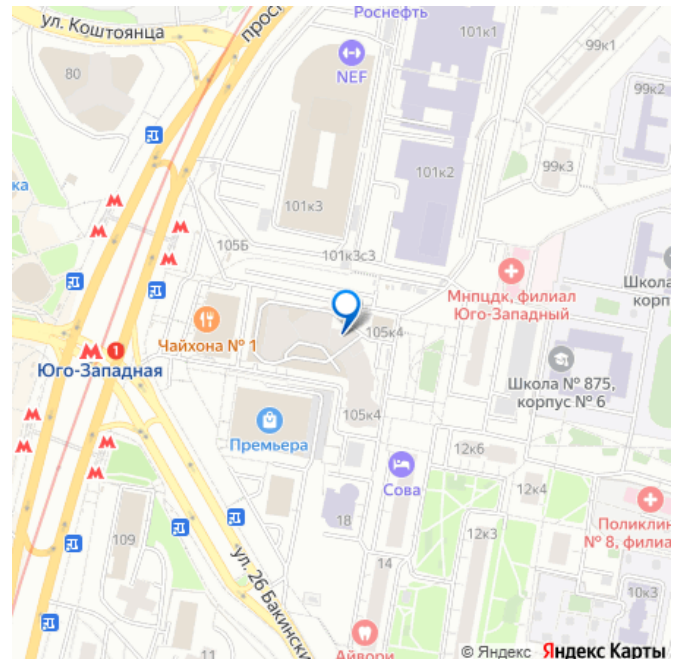 Роснефть
ул. Коштоянца
прос
101к1
99к1
80
NEF
99к2
101к2
99к3
ка
101к3
105Б
101к3с3
Мнпцдк, филиал
Юго-Западный
Школа
корп
Чайхона № 1
105к4
1
Юго-Западная
Школа № 875,
корпус № 6
105к4
Премьера
12к6
Сова
12к4
18
Поликлин
№ 8, филиа
109
12к3
14
ул. 26 Бакински
10к3
11
Айвори
© Яндекс Яндекс Карты